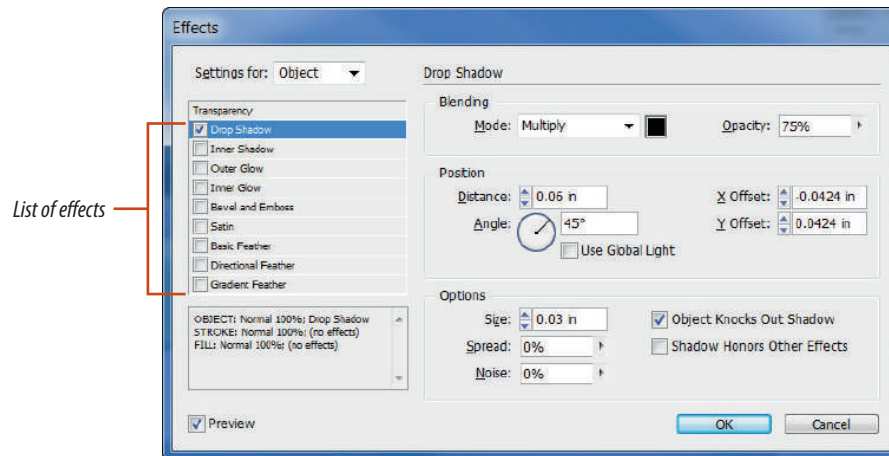 Effects
Settings for: Object
Transparency
Drop Shadow
Inner Shadow
Outer Glow
Inner Glow
Bevel and Emboss
Satin
Basic Feather
Directional Feather
Gradient Feather
List of effects
OBJECT: Normal 100%; Drop Shadow
STROKE: Normal 100%; (no effects)
FILL: Normal 100%; (no effects)
Preview
Drop Shadow
Blending
Mode: Multiply Opacity: 75%
Position
Distance: 0.06 in X Offset: -0.0424 in
Angle: 45° Y Offset: 0.0424 in
Use Global Light
Options
Size: 0.03 in Object Knocks Out Shadow
Spread: 0% Shadow Honors Other Effects
Noise: 0%
OK Cancel